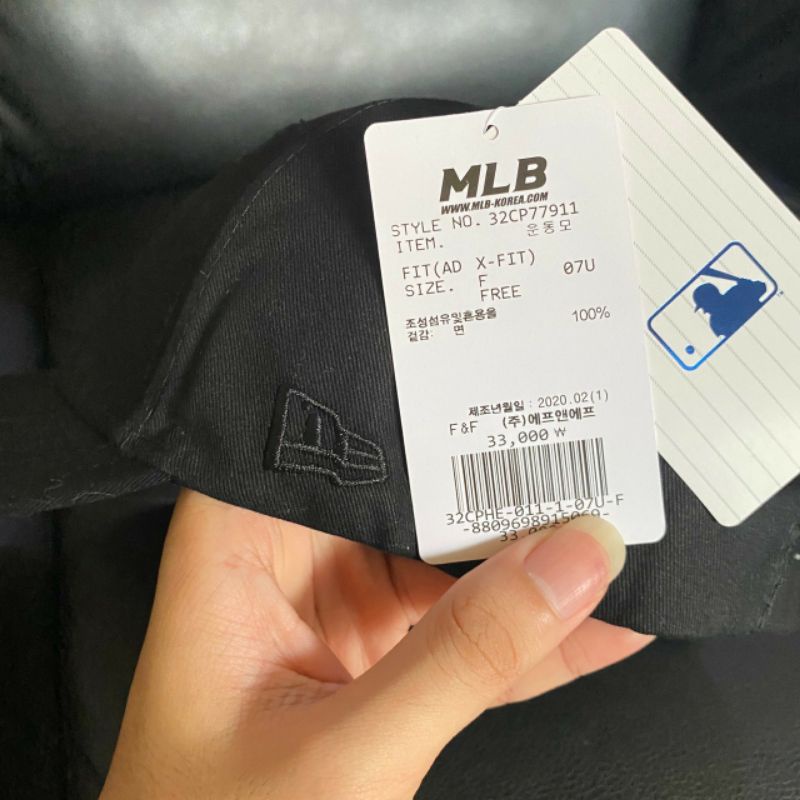 MLB
WWW.MLB-KOREA.COM
STYLE NO. 32CP77911
ITEM. 운동모
FIT(AD X-FIT) 07U
SIZE. F
FREE
조성섬유및혼용율 100%
겉감: 면
제조년월일 : 2020.02(1)
F&F (주)에프앤에프
33,000 ₩
32CPHE-011-1-07U-F
-8809698915069-